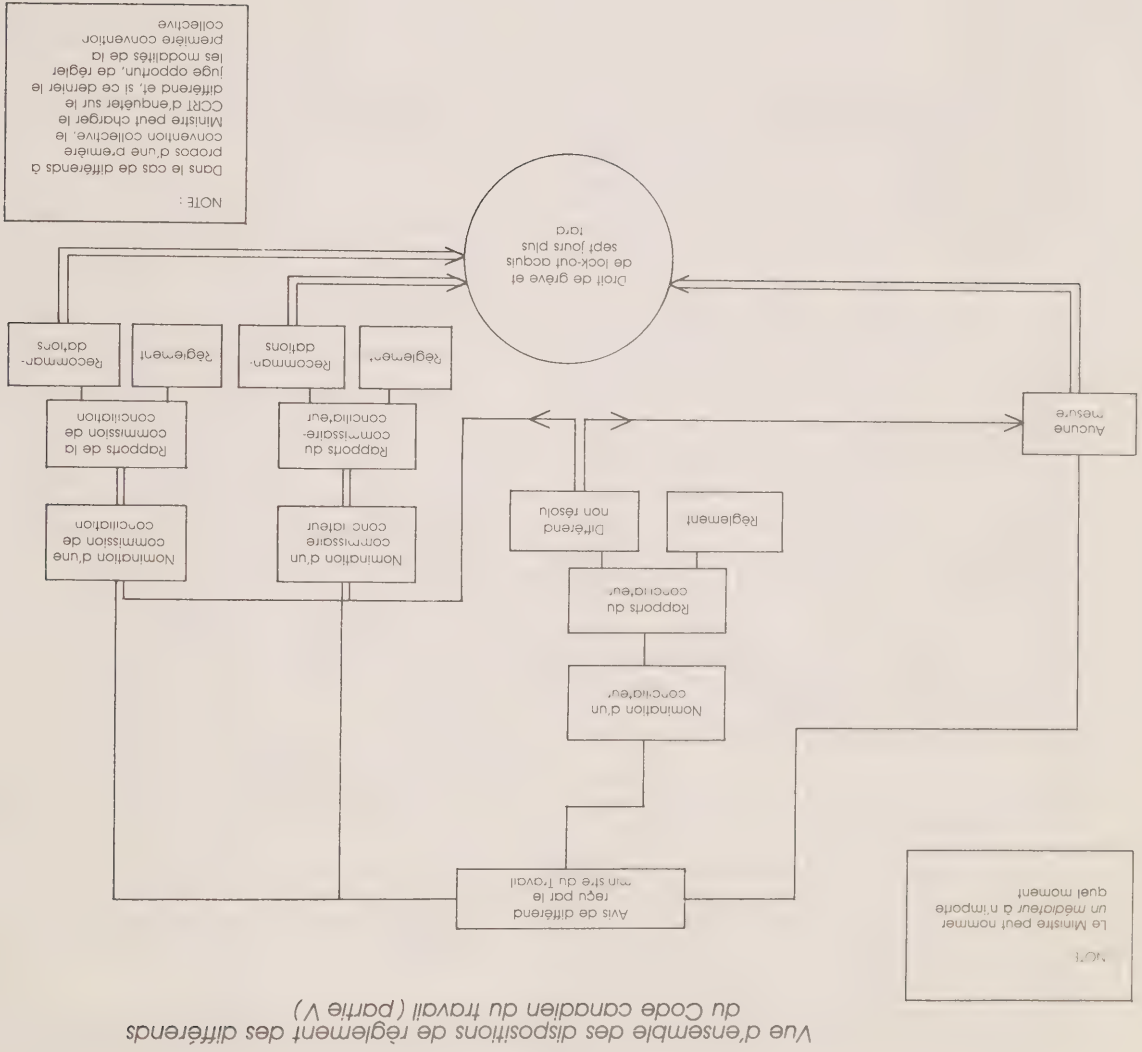 Vue d'ensemble des dispositions de règlement des différends
du Code canadien du travail (partie V)
NOTE
Le Ministre peut nommer
un médiateur à n'importe
quel moment
Avis de différend
reçu par le
ministre du Travail
Nomination d'un
conciliateur
Rapports du
conciliateur
Règlement
Différend
non résolu
Aucune
mesure
Nomination d'un
commissaire
conciliateur
Nomination d'une
commission de
conciliation
Rapports du
commissaire-
conciliateur
Rapports de la
commission de
conciliation
Règlement
Recomman-
dations
Règlement
Recomman-
dations
Droit de grève et
de lock-out acquis
sept jours plus
tard
NOTE :
Dans le cas de différends à
propos d'une première
convention collective, le
Ministre peut charger le
CCRT d'enquêter sur le
différend et, si ce dernier le
juge opportun, de régler
les modalités de la
première convention
collective